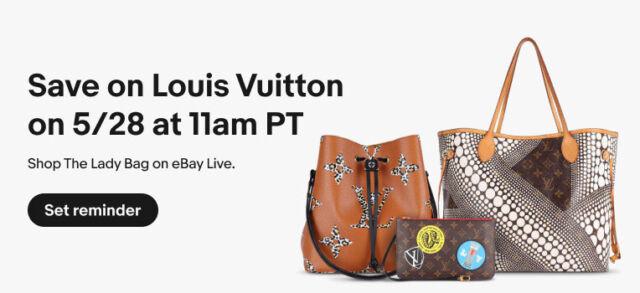 Save on Louis Vuitton
on 5/28 at 11am PT
Shop The Lady Bag on eBay Live.
Set reminder